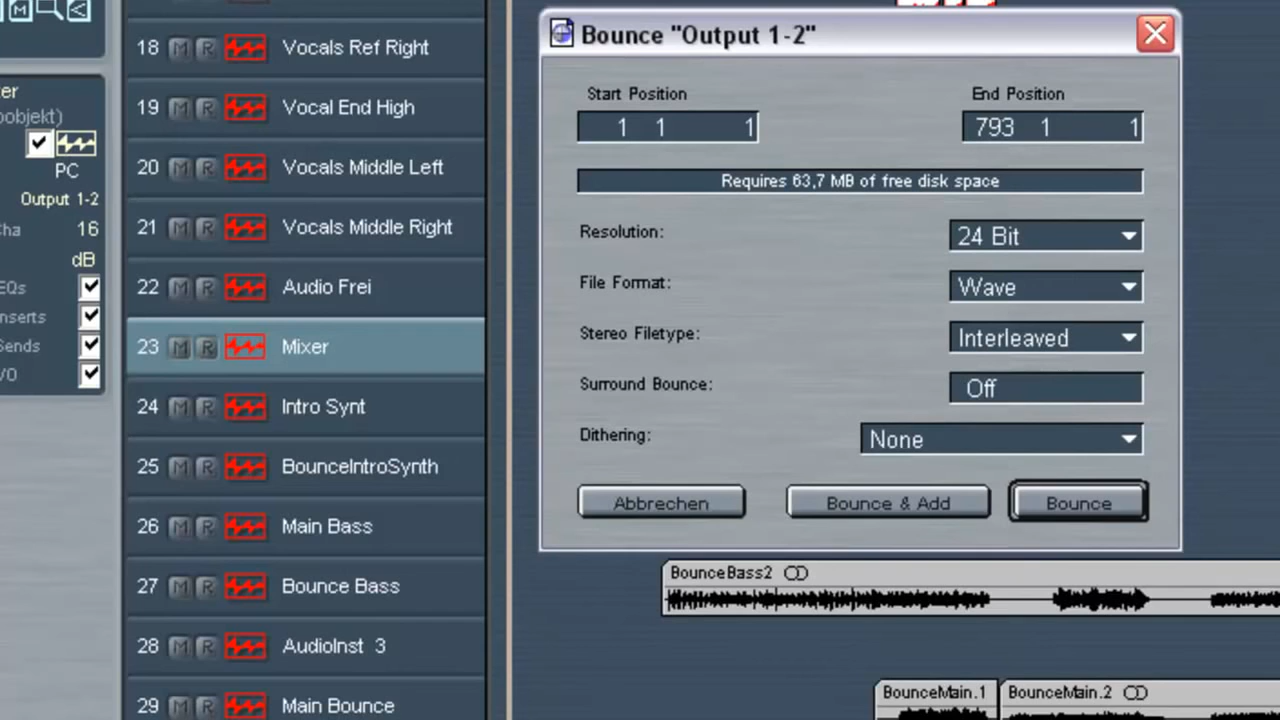 er
oobjekt)
PC
Output 1-2
Cha 16
dB
EQs
nserts
Sends
/O
18 M R Vocals Ref Right
19 M R Vocal End High
20 M R Vocals Middle Left
21 M R Vocals Middle Right
22 M R Audio Frei
23 M R Mixer
24 M R Intro Synt
25 M R BounceIntroSynth
26 M R Main Bass
27 M R Bounce Bass
28 M R AudioInst 3
29 M R Main Bounce
Bounce "Output 1-2"
Start Position End Position
1 1 1 793 1 1
Requires 63,7 MB of free disk space
Resolution: 24 Bit
File Format: Wave
Stereo Filetype: Interleaved
Surround Bounce: Off
Dithering: None
Abbrechen Bounce & Add Bounce
BounceBass2
BounceMain.1 BounceMain.2